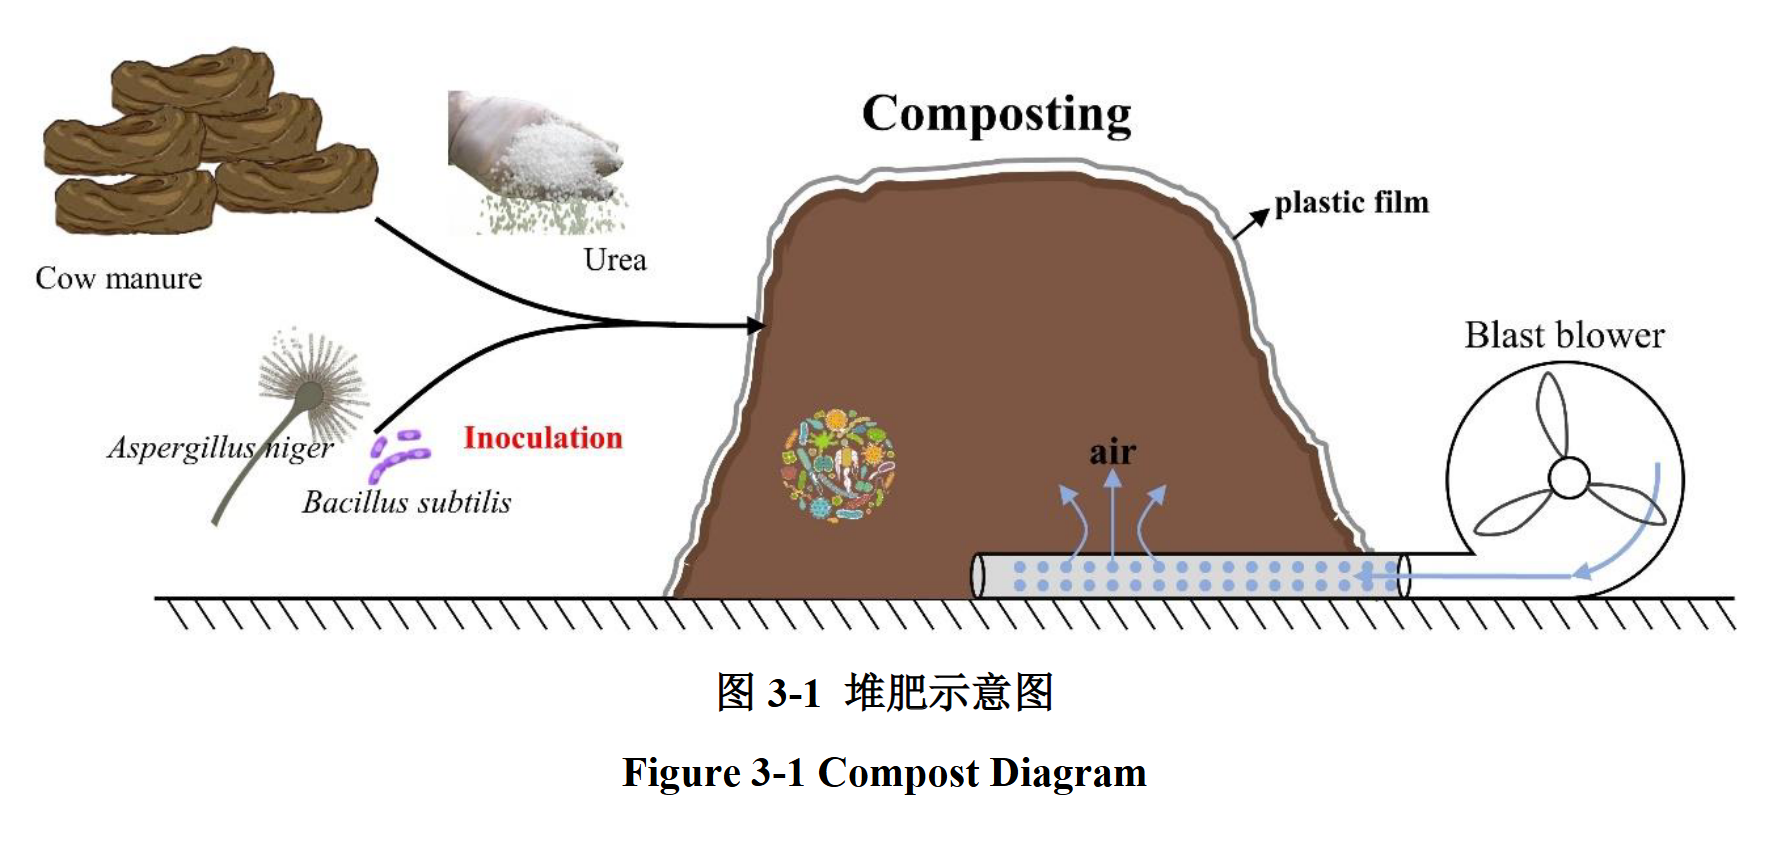 Composting
plastic film
Urea
Cow manure
Blast blower
Aspergillus niger
Inoculation
Bacillus subtilis
air
图 3-1 堆肥示意图
Figure 3-1 Compost Diagram